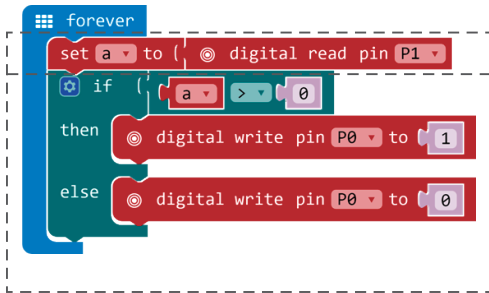 forever
set a to ( digital read pin P1
if ( a > 0
then digital write pin P0 to 1
else digital write pin P0 to 0